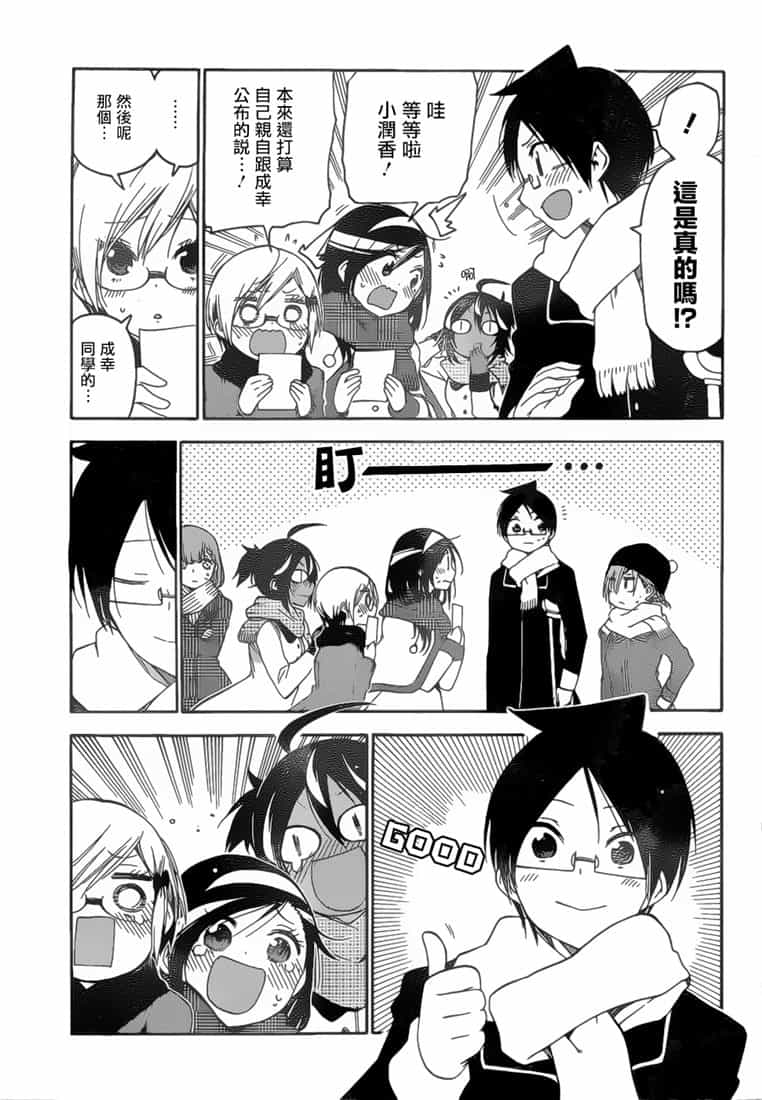 ！
這是真的嗎!?
哇
等等啦
小潤香！
本來還打算
自己親自跟成幸
公布的說…！
啊
……
然後呢
那個…
成幸
同學的…
盯──…
GOOD